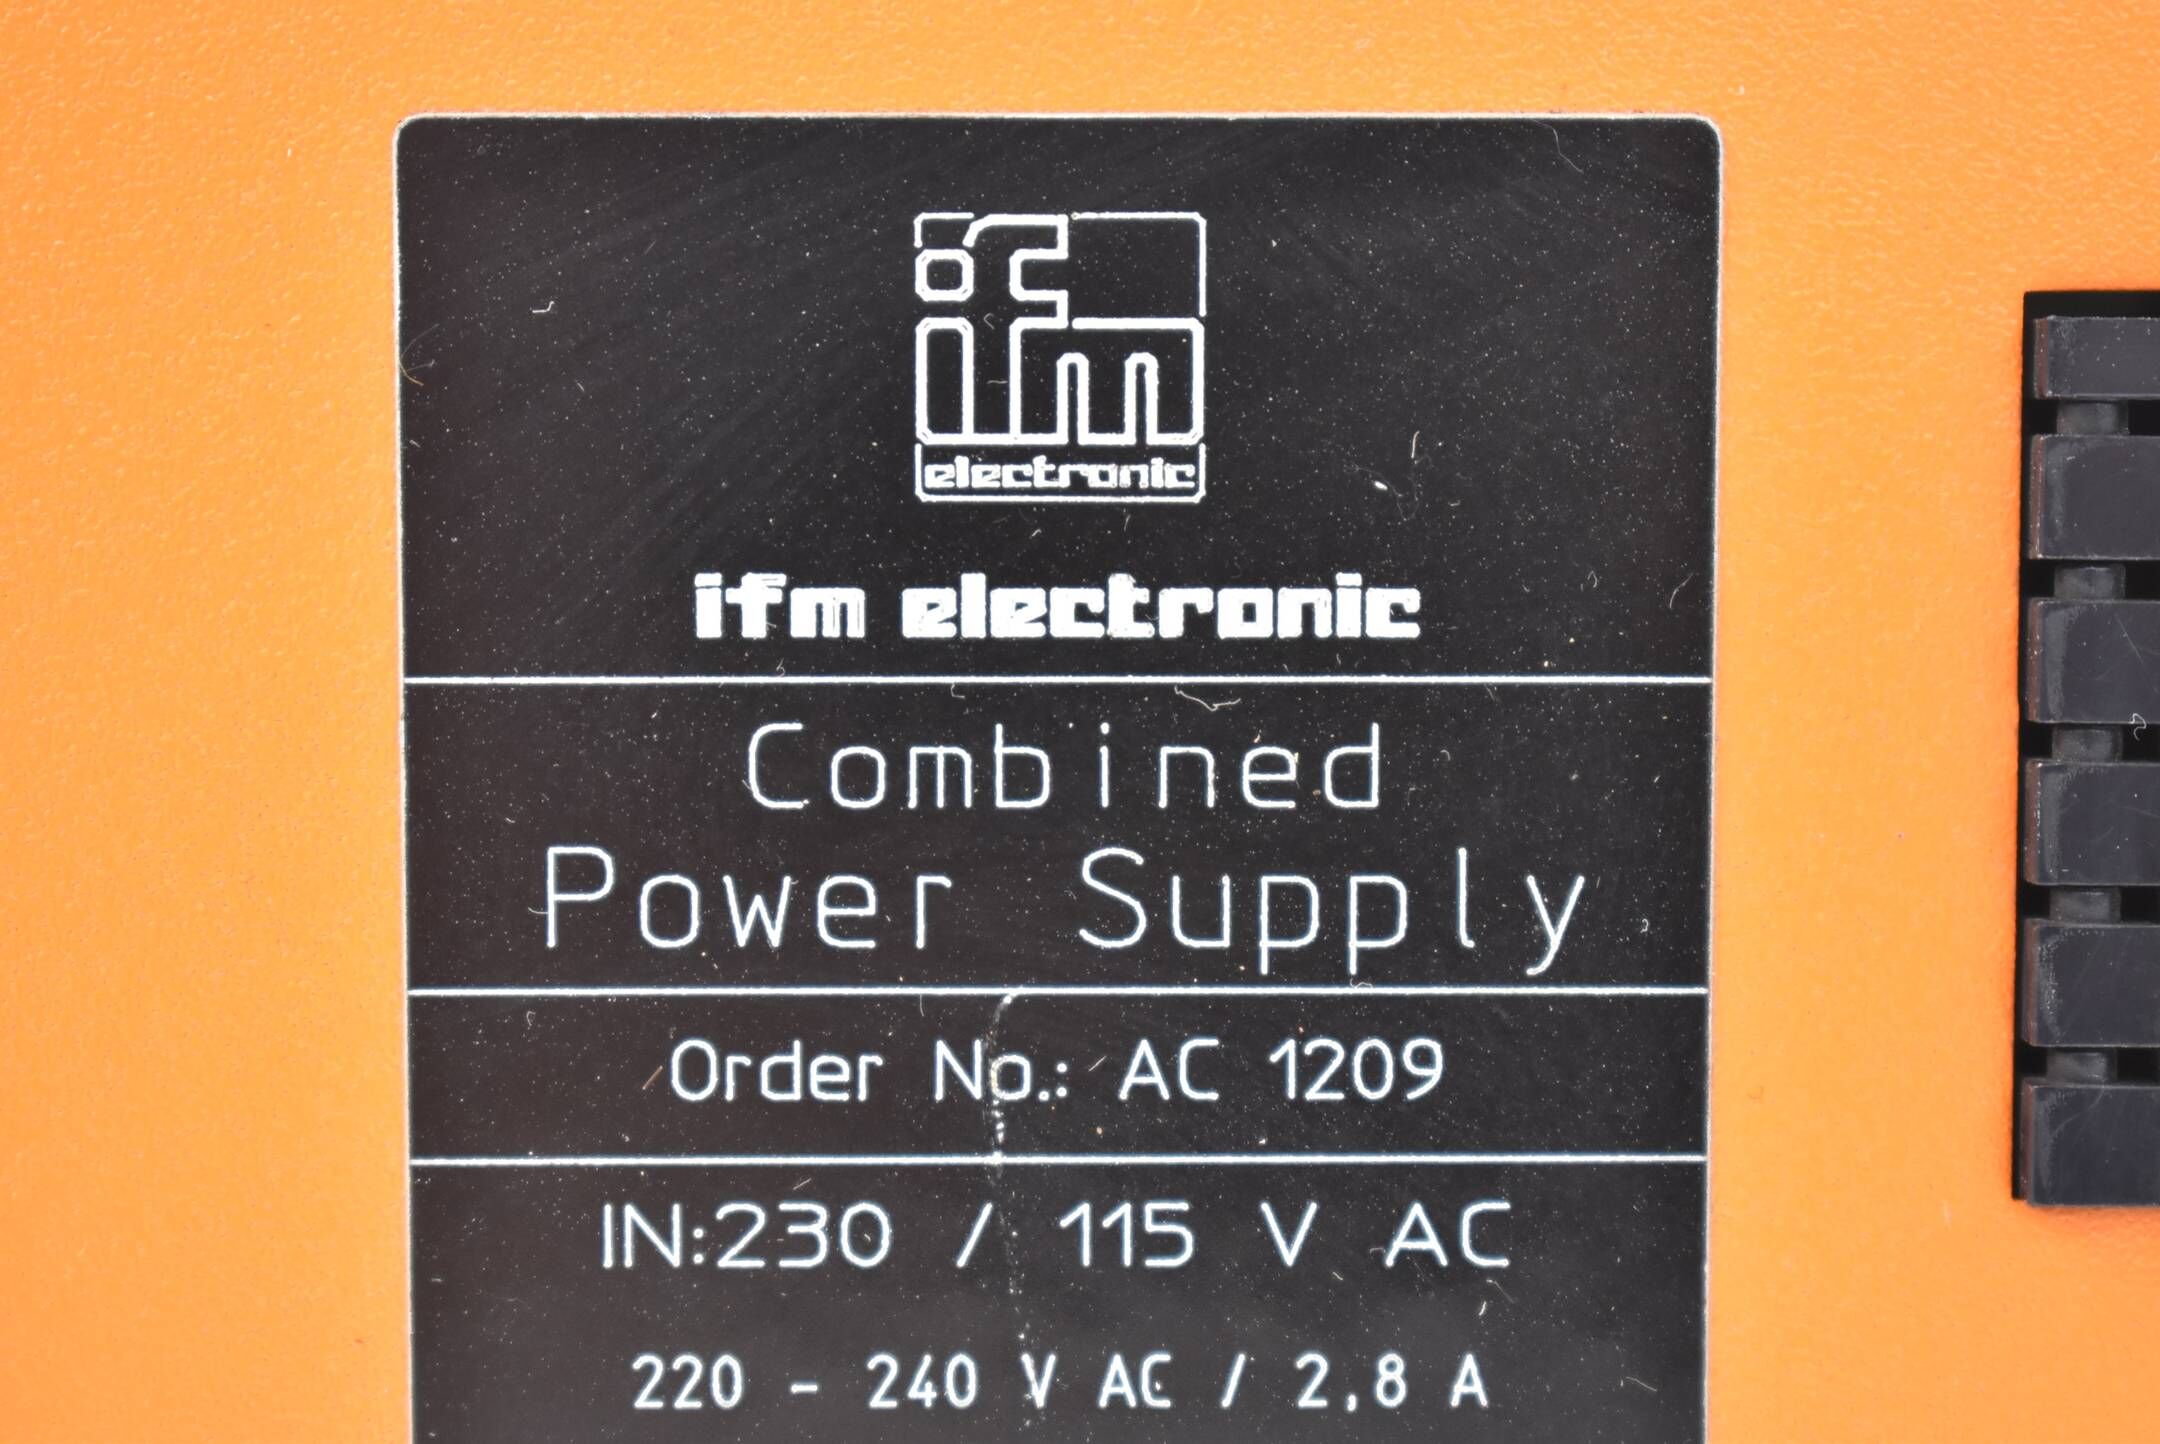 ifm
electronic
ifm electronic
Combined
Power Supply
Order No.: AC 1209
IN:230 / 115 V AC
220 - 240 V AC / 2,8 A